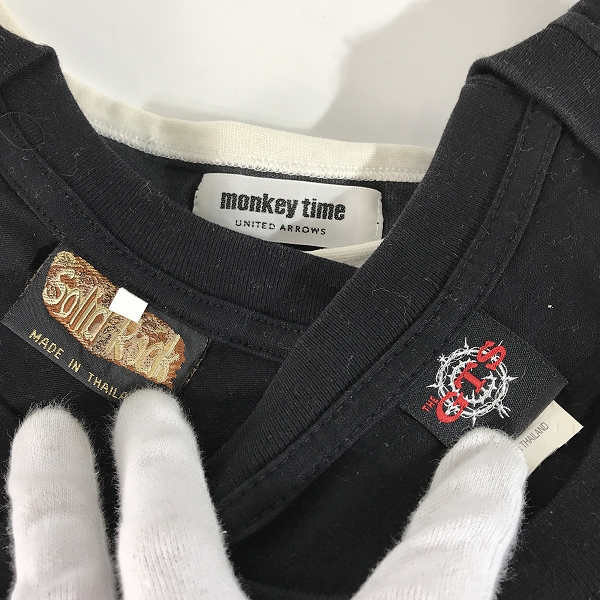 monkey time
UNITED ARROWS
Solid Rock
MADE IN THAILAND
THE
GTS
THAILAND